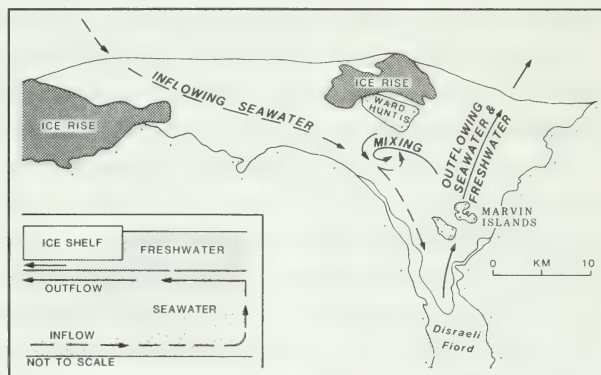 INFLOWING SEAWATER
ICE RISE
ICE RISE
WARD
HUNT IS
MIXING
OUTFLOWING
SEAWATER &
FRESHWATER
MARVIN
ISLANDS
0 KM 10
Disraeli
Fiord
ICE SHELF
FRESHWATER
OUTFLOW
SEAWATER
INFLOW
NOT TO SCALE